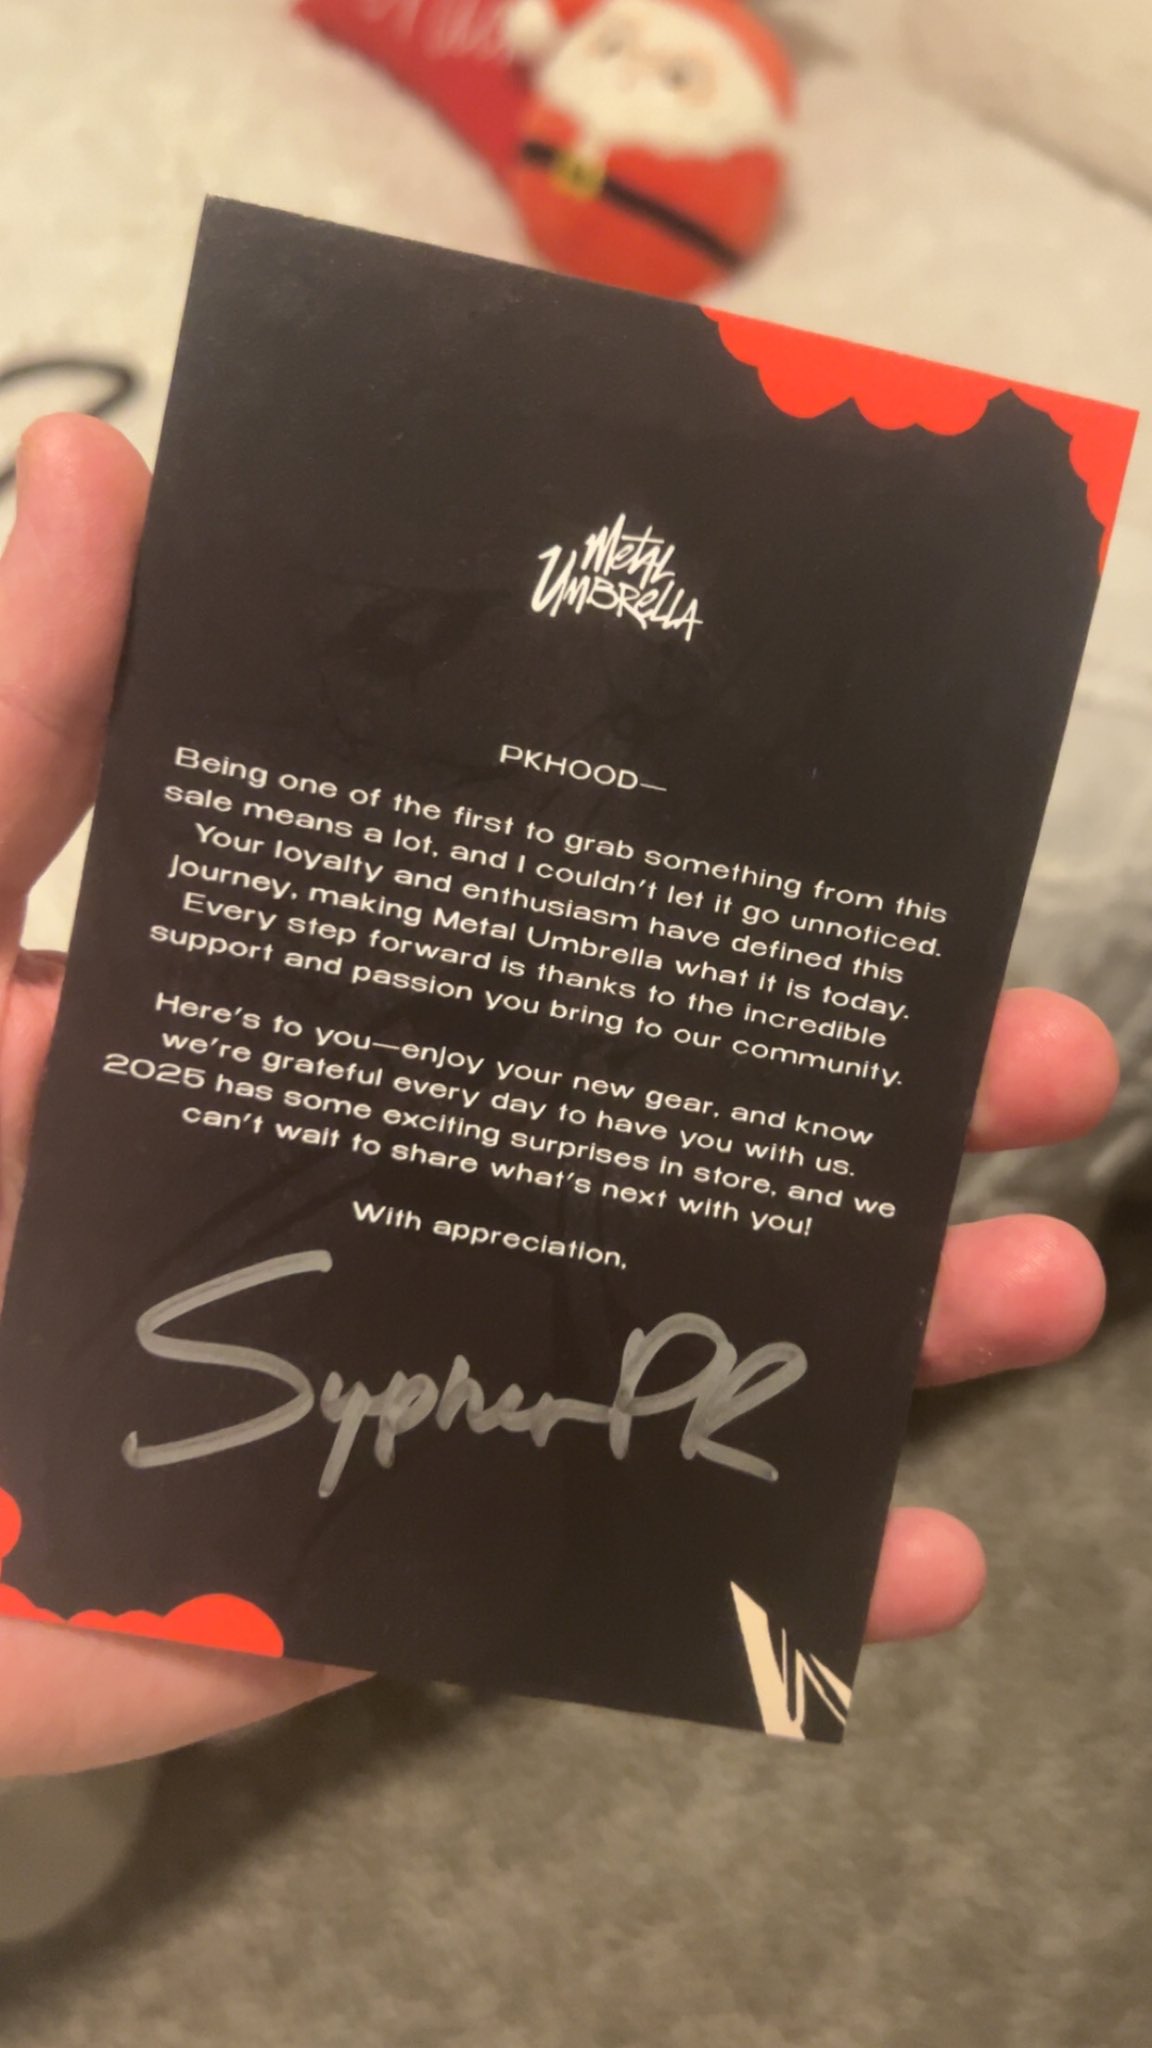 Metal
Umbrella
PKHOOD—
Being one of the first to grab something from this
sale means a lot, and I couldn't let it go unnoticed.
Your loyalty and enthusiasm have defined this
journey, making Metal Umbrella what it is today.
Every step forward is thanks to the incredible
support and passion you bring to our community.
Here's to you—enjoy your new gear, and know
we're grateful every day to have you with us.
2025 has some exciting surprises in store, and we
can't wait to share what's next with you!
With appreciation,
SypherPR